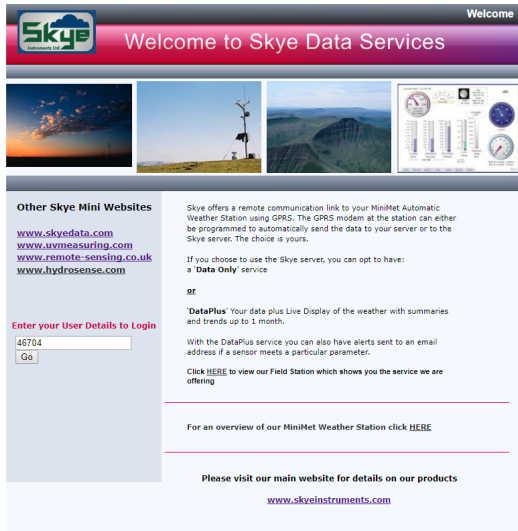 Welcome
Skye
Instruments Ltd
Welcome to Skye Data Services
Other Skye Mini Websites
www.skyedata.com
www.uvmeasuring.com
www.remote-sensing.co.uk
www.hydrosense.com
Enter your User Details to Login
46704
Go
Skye offers a remote communication link to your MiniMet Automatic
Weather Station using GPRS. The GPRS modem at the station can either
be programmed to automatically send the data to your server or to the
Skye server. The choice is yours.
If you choose to use the Skye server, you can opt to have:
a 'Data Only' service
or
'DataPlus' Your data plus Live Display of the weather with summaries
and trends up to 1 month.
With the DataPlus service you can also have alerts sent to an email
address if a sensor meets a particular parameter.
Click HERE to view our Field Station which shows you the service we are
offering
For an overview of our MiniMet Weather Station click HERE
Please visit our main website for details on our products
www.skyeinstruments.com